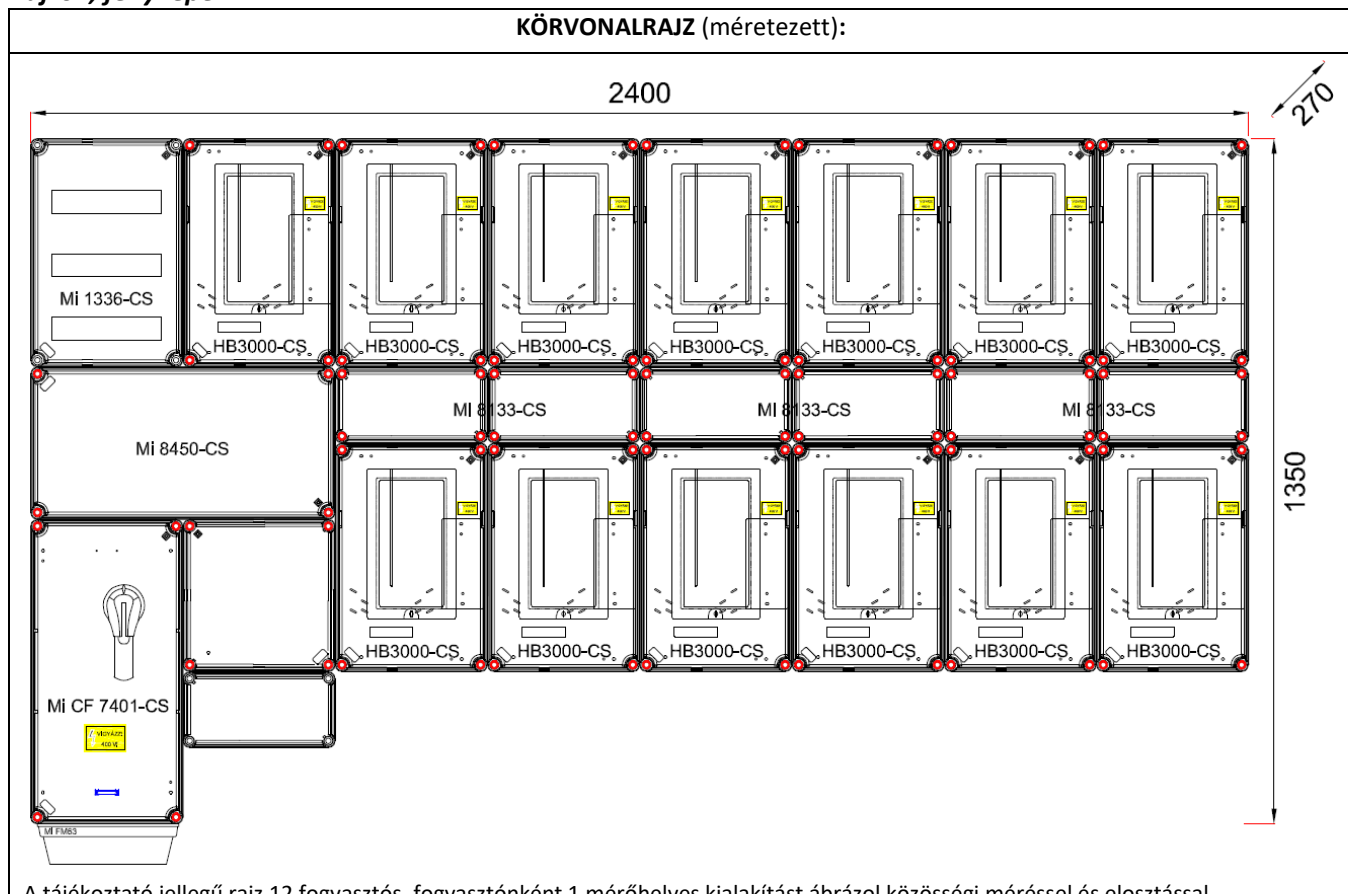 KÖRVONALRAJZ (méretezett):
2400
270
Mi 1336-CS
HB3000-CS
HB3000-CS
HB3000-CS
HB3000-CS
HB3000-CS
HB3000-CS
HB3000-CS
MI 8133-CS
MI 8133-CS
MI 8133-CS
Mi 8450-CS
1350
HB3000-CS
HB3000-CS
HB3000-CS
HB3000-CS
HB3000-CS
HB3000-CS
Mi CF 7401-CS
400 V!
MI FM63
A tájékoztató jellegű rajz 12 fogyasztós, fogyasztónként 1 mérőhelyes kialakítást ábrázol közösségi méréssel és elosztással